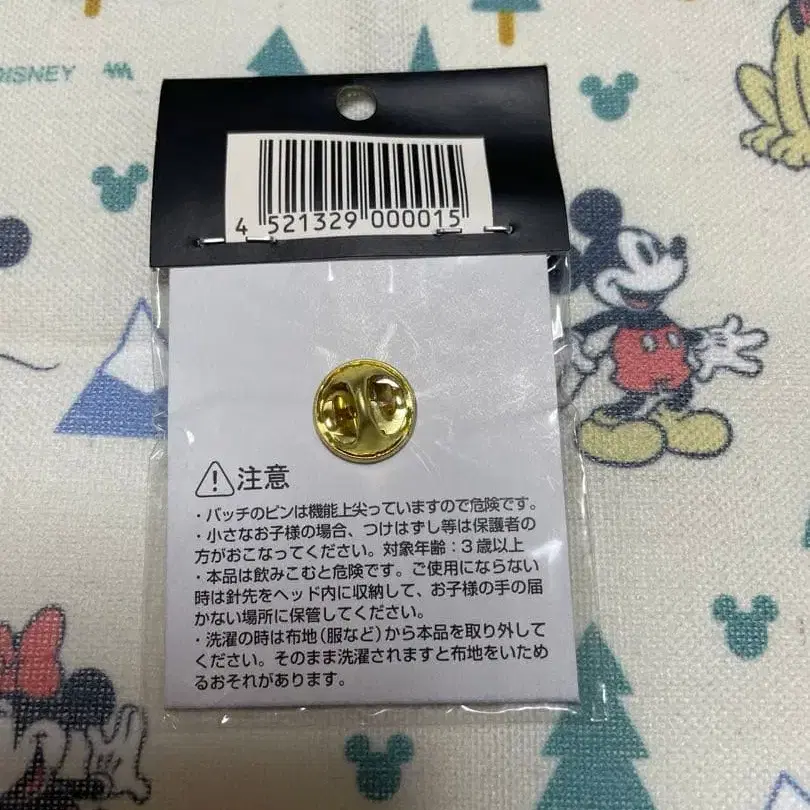 DISNEY
4 521329 000015
注意
・バッチのピンは機能上尖っていますので危険です。
・小さなお子様の場合、つけはずし等は保護者の
方がおこなってください。対象年齢：3歳以上
・本品は飲みこむと危険です。ご使用にならない
時は針先をヘッド内に収納して、お子様の手の届
かない場所に保管してください。
・洗濯の時は布地（服など）から本品を取り外して
ください。そのまま洗濯されますと布地をいため
るおそれがあります。